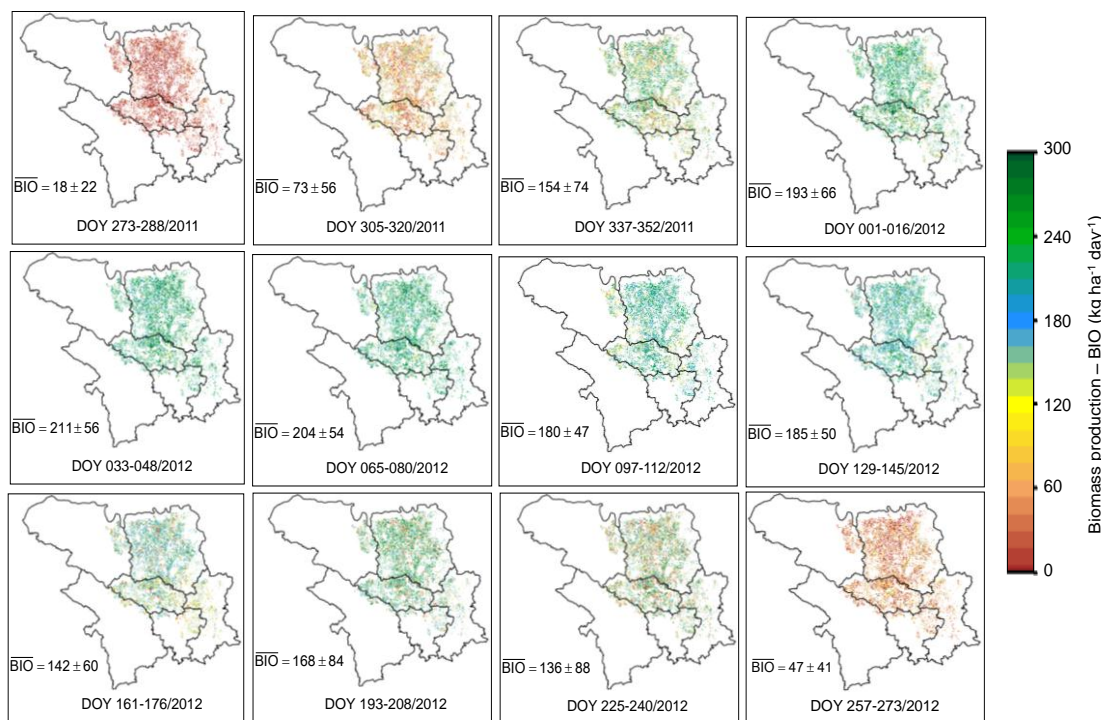 BIO = 18 ± 22
DOY 273-288/2011
BIO = 73 ± 56
DOY 305-320/2011
BIO = 154 ± 74
DOY 337-352/2011
BIO = 193 ± 66
DOY 001-016/2012
BIO = 211 ± 56
DOY 033-048/2012
BIO = 204 ± 54
DOY 065-080/2012
BIO = 180 ± 47
DOY 097-112/2012
BIO = 185 ± 50
DOY 129-145/2012
BIO = 142 ± 60
DOY 161-176/2012
BIO = 168 ± 84
DOY 193-208/2012
BIO = 136 ± 88
DOY 225-240/2012
BIO = 47 ± 41
DOY 257-273/2012
300
240
180
120
60
0
Biomass production – BIO (kg ha⁻¹ day⁻¹)